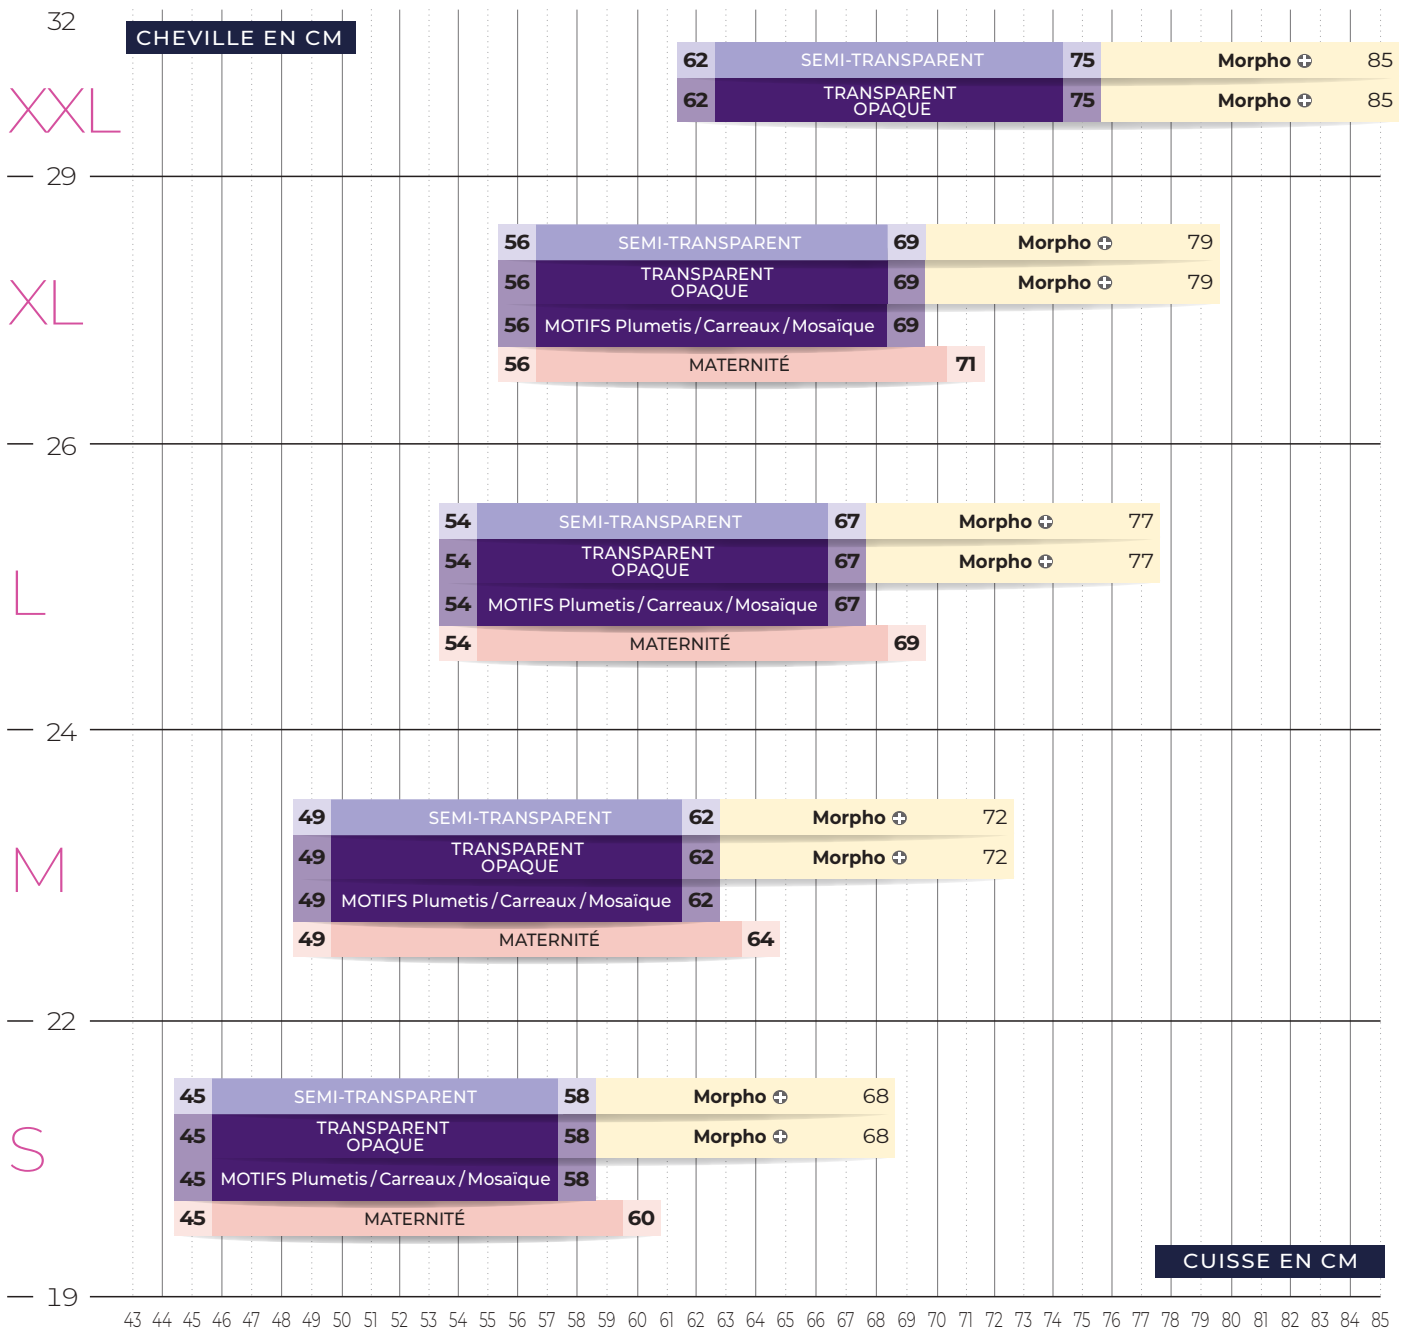 32
CHEVILLE EN CM
62 SEMI-TRANSPARENT 75 Morpho 85
62 TRANSPARENT OPAQUE 75 Morpho 85
XXL
29
56 SEMI-TRANSPARENT 69 Morpho 79
56 TRANSPARENT OPAQUE 69 Morpho 79
XL
56 MOTIFS Plumetis / Carreaux / Mosaïque 69
56 MATERNITÉ 71
26
54 SEMI-TRANSPARENT 67 Morpho 77
54 TRANSPARENT OPAQUE 67 Morpho 77
L
54 MOTIFS Plumetis / Carreaux / Mosaïque 67
54 MATERNITÉ 69
24
49 SEMI-TRANSPARENT 62 Morpho 72
49 TRANSPARENT OPAQUE 62 Morpho 72
M
49 MOTIFS Plumetis / Carreaux / Mosaïque 62
49 MATERNITÉ 64
22
45 SEMI-TRANSPARENT 58 Morpho 68
45 TRANSPARENT OPAQUE 58 Morpho 68
S
45 MOTIFS Plumetis / Carreaux / Mosaïque 58
45 MATERNITÉ 60
CUISSE EN CM
19
43 44 45 46 47 48 49 50 51 52 53 54 55 56 57 58 59 60 61 62 63 64 65 66 67 68 69 70 71 72 73 74 75 76 77 78 79 80 81 82 83 84 85